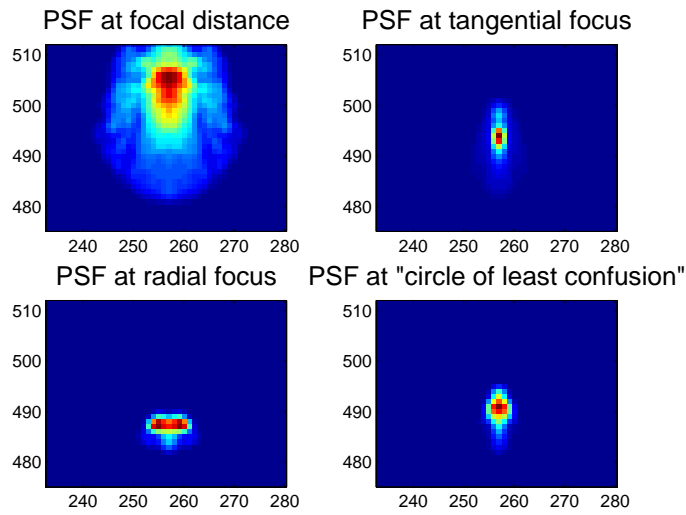 PSF at focal distance
510
500
490
480
240 250 260 270 280
PSF at tangential focus
510
500
490
480
240 250 260 270 280
PSF at radial focus
510
500
490
480
240 250 260 270 280
PSF at "circle of least confusion"
510
500
490
480
240 250 260 270 280